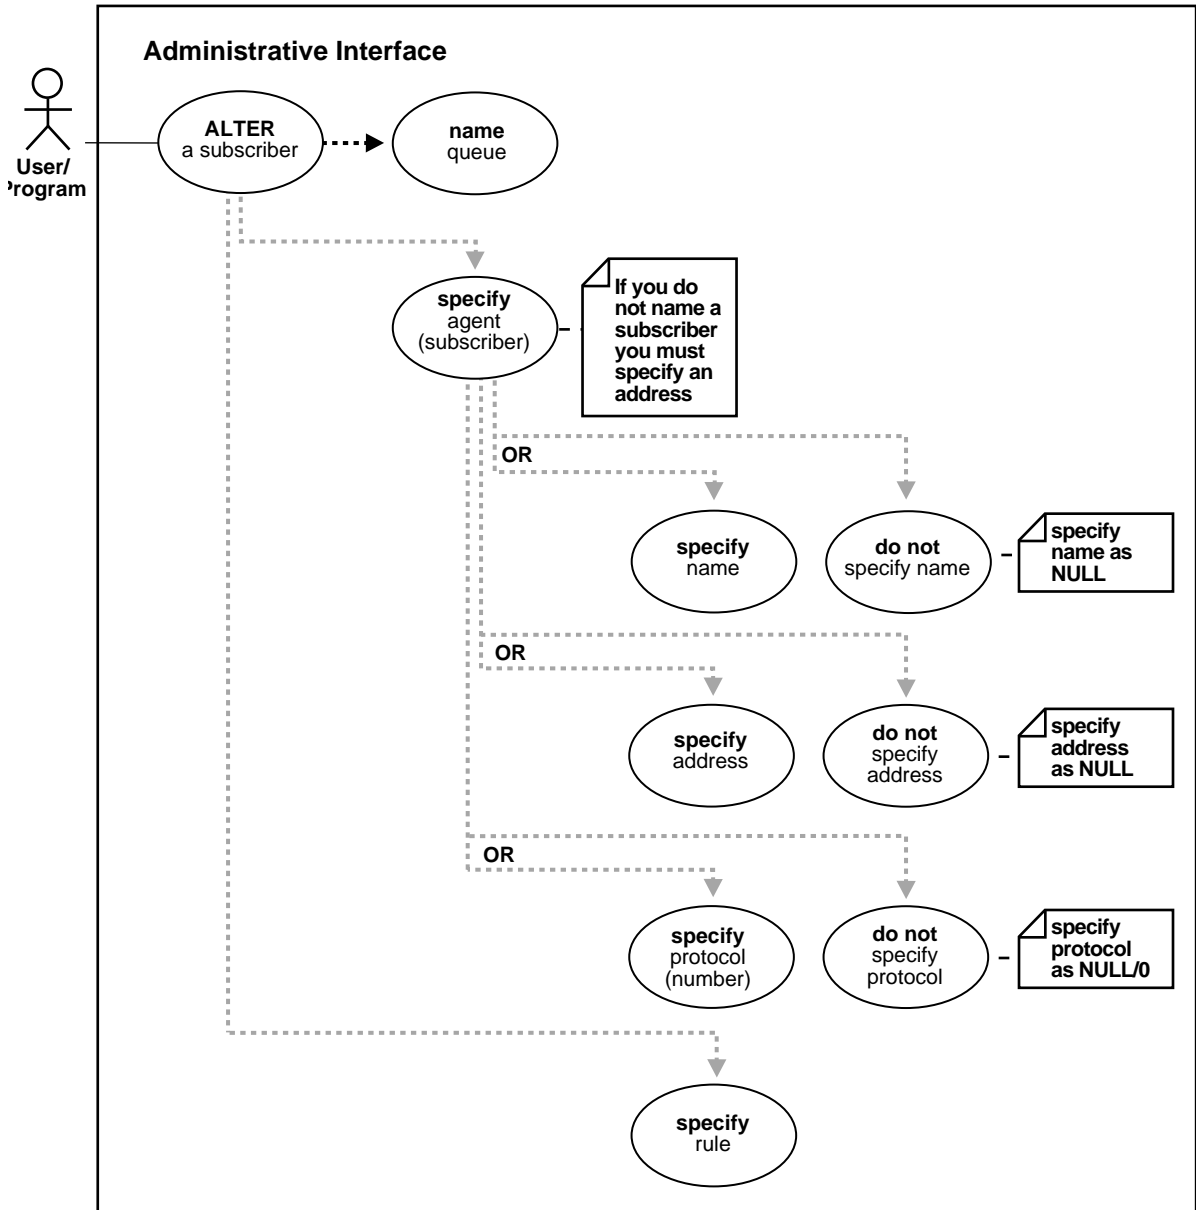 Administrative Interface
User/
Program
ALTER
a subscriber
name
queue
specify
agent
(subscriber)
If you do
not name a
subscriber
you must
specify an
address
OR
specify
name
do not
specify name
specify
name as
NULL
OR
specify
address
do not
specify
address
specify
address
as NULL
OR
specify
protocol
(number)
do not
specify
protocol
specify
protocol
as NULL/0
specify
rule